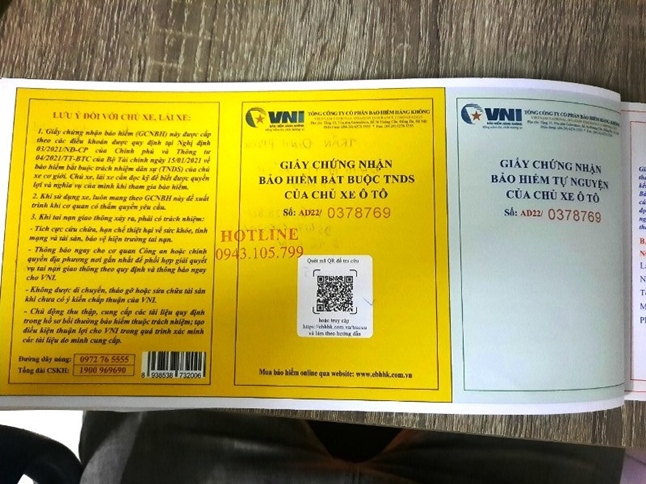 LƯU Ý ĐỐI VỚI CHỦ XE, LÁI XE:
1. Giấy chứng nhận bảo hiểm (GCNBH) này được cấp
theo các điều khoản được quy định tại Nghị định
03/2021/NĐ-CP của Chính phủ và Thông tư
04/2021/TT-BTC của Bộ Tài chính ngày 15/01/2021 về
bảo hiểm bắt buộc trách nhiệm dân sự (TNDS) của chủ
xe cơ giới. Chủ xe, lái xe cần đọc kỹ để biết được quyền
lợi và nghĩa vụ của mình khi tham gia bảo hiểm.
2. Khi sử dụng xe, luôn mang theo GCNBH này để xuất
trình khi cơ quan có thẩm quyền yêu cầu.
3. Khi tai nạn giao thông xảy ra, phải có trách nhiệm:
- Tích cực cứu chữa, hạn chế thiệt hại về sức khỏe, tính
mạng và tài sản, bảo vệ hiện trường tai nạn.
- Thông báo ngay cho cơ quan Công an hoặc chính
quyền địa phương nơi gần nhất để phối hợp giải quyết
vụ tai nạn giao thông theo quy định và thông báo ngay
cho VNI.
- Không được di chuyển, tháo gỡ hoặc sửa chữa tài sản
khi chưa có ý kiến chấp thuận của VNI.
- Chủ động thu thập, cung cấp các tài liệu quy định
trong hồ sơ bồi thường bảo hiểm thuộc trách nhiệm; tạo
điều kiện thuận lợi cho VNI trong quá trình xác minh
các tài liệu do mình cung cấp.
Đường dây nóng: 0972 76 5555
Tổng đài CSKH: 1900 969690
8 938538 732006
VNI
TỔNG CÔNG TY CỔ PHẦN BẢO HIỂM HÀNG KHÔNG
GIẤY CHỨNG NHẬN
BẢO HIỂM BẮT BUỘC TNDS
CỦA CHỦ XE Ô TÔ
Số: AD22/ 0378769
HOTLINE
0943.105.799
Quét mã QR để tra cứu
hoặc truy cập
và làm theo hướng dẫn
Mua bảo hiểm online qua website: www.ebhhk.com.vn
VNI
TỔNG CÔNG TY CỔ PHẦN BẢO HIỂM HÀNG KHÔNG
GIẤY CHỨNG NHẬN
BẢO HIỂM TỰ NGUYỆN
CỦA CHỦ XE Ô TÔ
Số: AD22/ 0378769